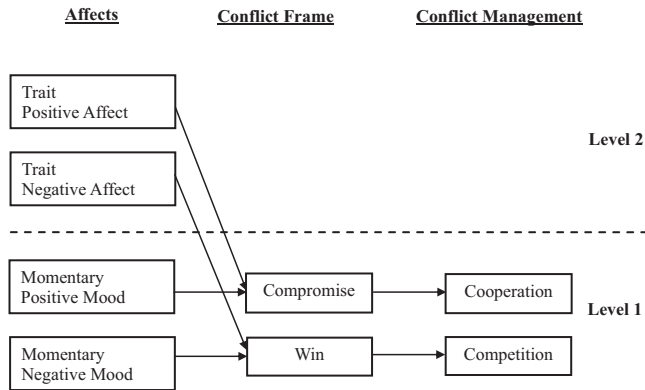 Affects Conflict Frame Conflict Management
Trait
Positive Affect
Level 2
Trait
Negative Affect
Momentary
Positive Mood
Compromise
Cooperation
Level 1
Momentary
Negative Mood
Win
Competition